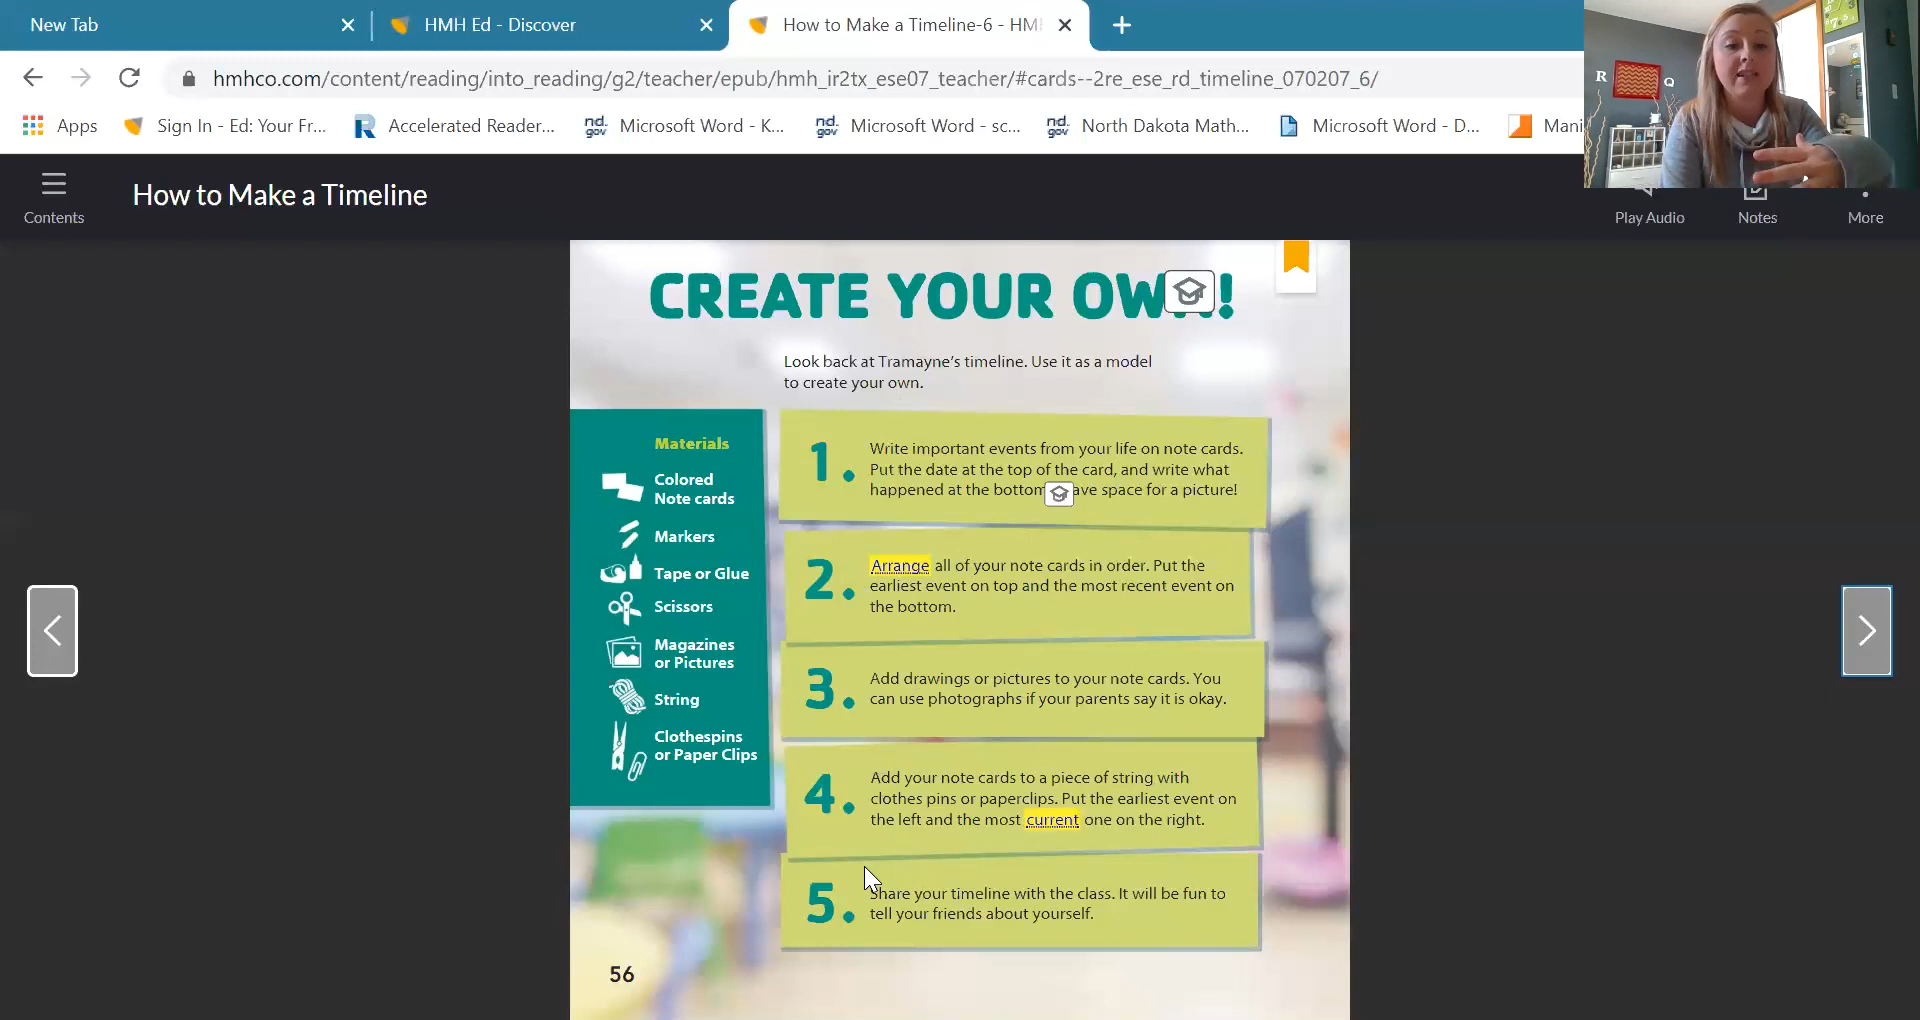 New Tab
HMH Ed - Discover
How to Make a Timeline-6 - HM
hmhco.com/content/reading/into_reading/g2/teacher/epub/hmh_ir2tx_ese07_teacher/#cards--2re_ese_rd_timeline_070207_6/
Apps
Sign In - Ed: Your Fr...
R
Accelerated Reader...
nd.gov
Microsoft Word - K...
nd.gov
Microsoft Word - sc...
nd.gov
North Dakota Math...
Microsoft Word - D...
Mani
R
Q
Contents
How to Make a Timeline
Play Audio
Notes
More
CREATE YOUR OW !
Look back at Tramayne's timeline. Use it as a model
to create your own.
Materials
Colored
Note cards
Markers
Tape or Glue
Scissors
Magazines
or Pictures
String
Clothespins
or Paper Clips
1.
Write important events from your life on note cards.
Put the date at the top of the card, and write what
happened at the bottom ave space for a picture!
2.
Arrange all of your note cards in order. Put the
earliest event on top and the most recent event on
the bottom.
3.
Add drawings or pictures to your note cards. You
can use photographs if your parents say it is okay.
4.
Add your note cards to a piece of string with
clothes pins or paperclips. Put the earliest event on
the left and the most current one on the right.
5.
Share your timeline with the class. It will be fun to
tell your friends about yourself.
56